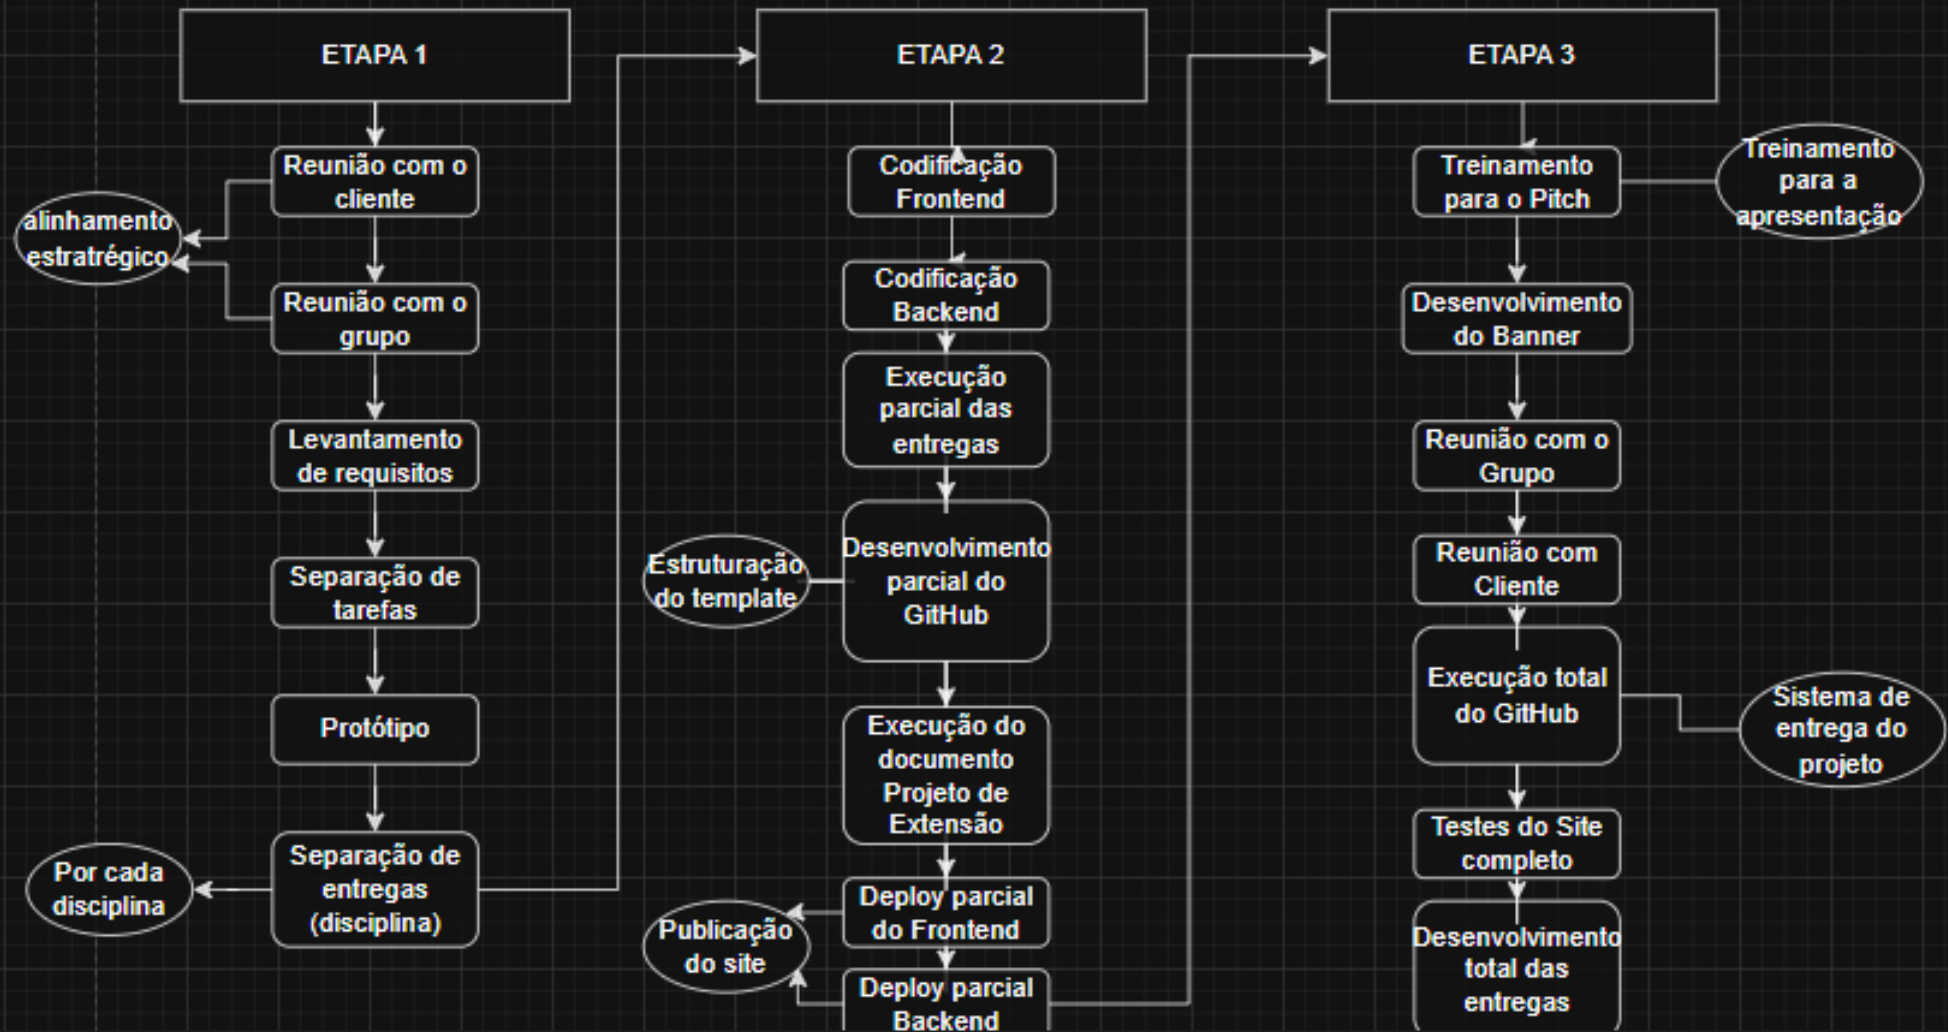 ETAPA 1
Reunião com o
cliente
alinhamento
estratrégico
Reunião com o
grupo
Levantamento
de requisitos
Separação de
tarefas
Protótipo
Separação de
entregas
(disciplina)
Por cada
disciplina
ETAPA 2
Codificação
Frontend
Codificação
Backend
Execução
parcial das
entregas
Desenvolvimento
parcial do
GitHub
Estruturação
do template
Execução do
documento
Projeto de
Extensão
Deploy parcial
do Frontend
Publicação
do site
Deploy parcial
Backend
ETAPA 3
Treinamento
para o Pitch
Treinamento
para a
apresentação
Desenvolvimento
do Banner
Reunião com o
Grupo
Reunião com
Cliente
Execução total
do GitHub
Sistema de
entrega do
projeto
Testes do Site
completo
Desenvolvimento
total das
entregas